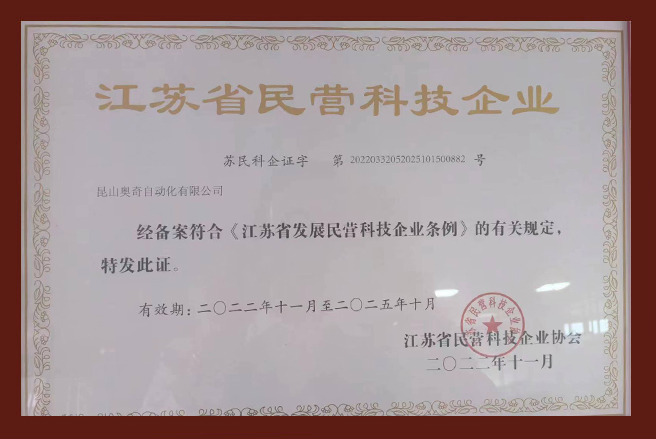 江苏省民营科技企业
苏民科企证字 第 20220332052025101500882 号
昆山奥奇自动化有限公司
经备案符合《江苏省发展民营科技企业条例》的有关规定，
特发此证。
有效期：二〇二二年十一月至二〇二五年十月
江苏省民营科技企业协会
二〇二二年十一月